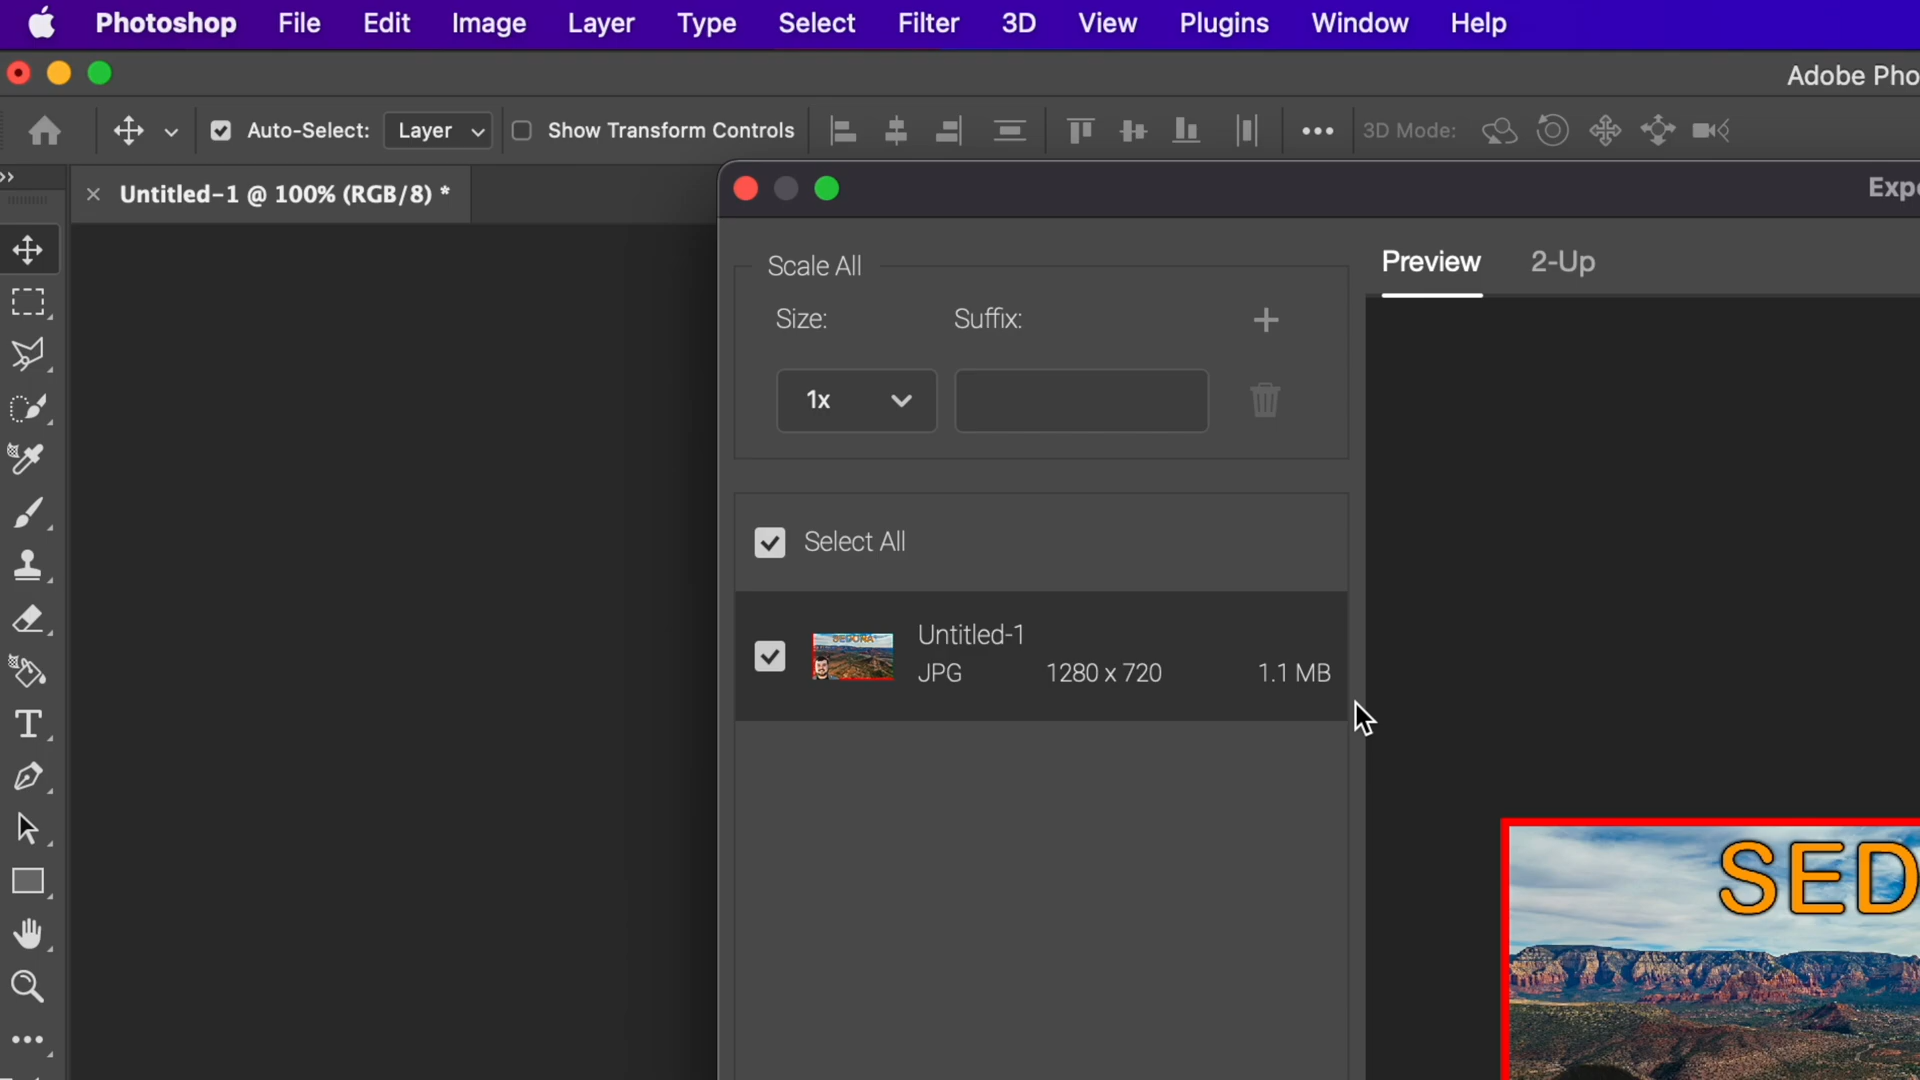 Photoshop File Edit Image Layer Type Select Filter 3D View Plugins Window Help
Adobe Pho
Auto-Select: Layer Show Transform Controls 3D Mode:
Untitled-1 @ 100% (RGB/8) *
Expo
Scale All
Preview 2-Up
Size: Suffix:
1x
Select All
SEDONA
Untitled-1
JPG 1280 x 720 1.1 MB
SED
T